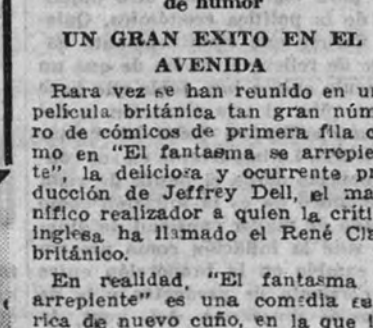 de humor
UN GRAN EXITO EN EL
AVENIDA
Rara vez se han reunido en un
película británica tan gran núm
ro de cómicos de primera fila c
mo en "El fantasma se arrepie
te", la deliciosa y ocurrente pr
ducción de Jeffrey Dell, el ma
nífico realizador a quien la críti
inglesa ha llamado el René Cla
británico.
En realidad, "El fantasma
arrepiente" es una comedia
rica de nuevo cuño, en la que